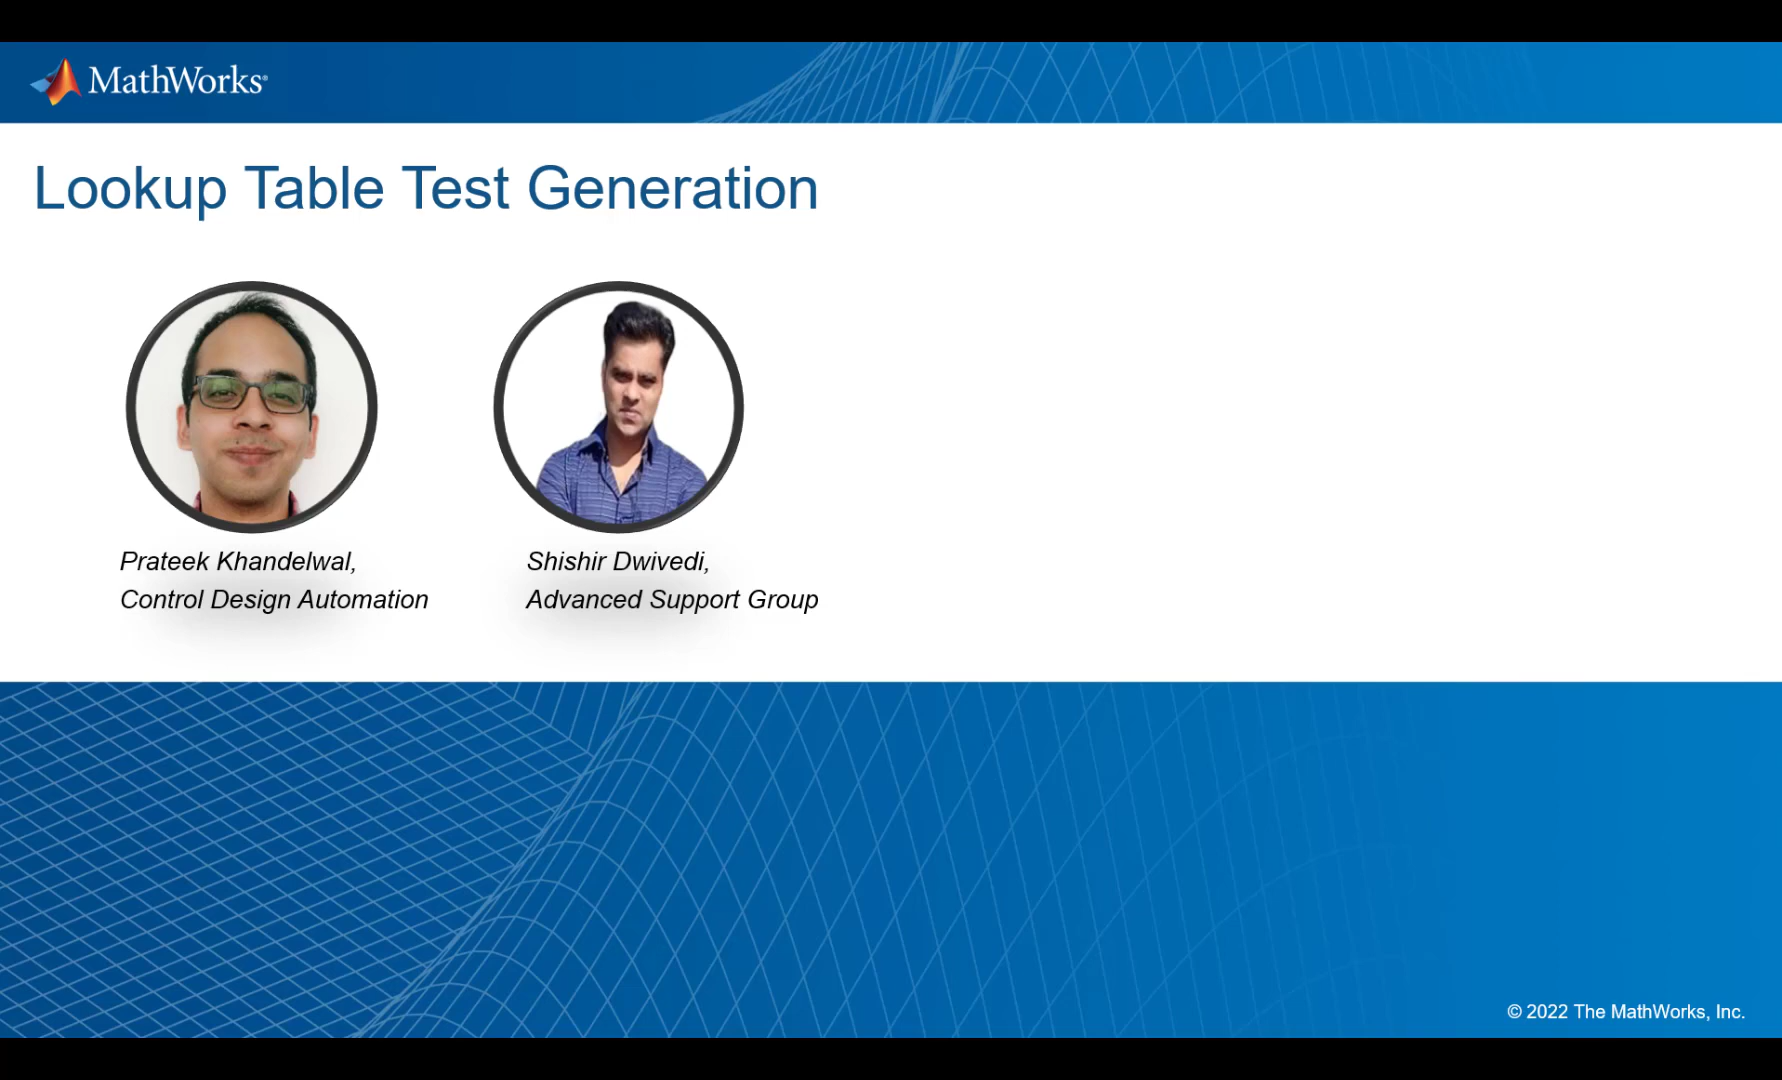 MathWorks®
Lookup Table Test Generation
Prateek Khandelwal,
Control Design Automation
Shishir Dwivedi,
Advanced Support Group
© 2022 The MathWorks, Inc.